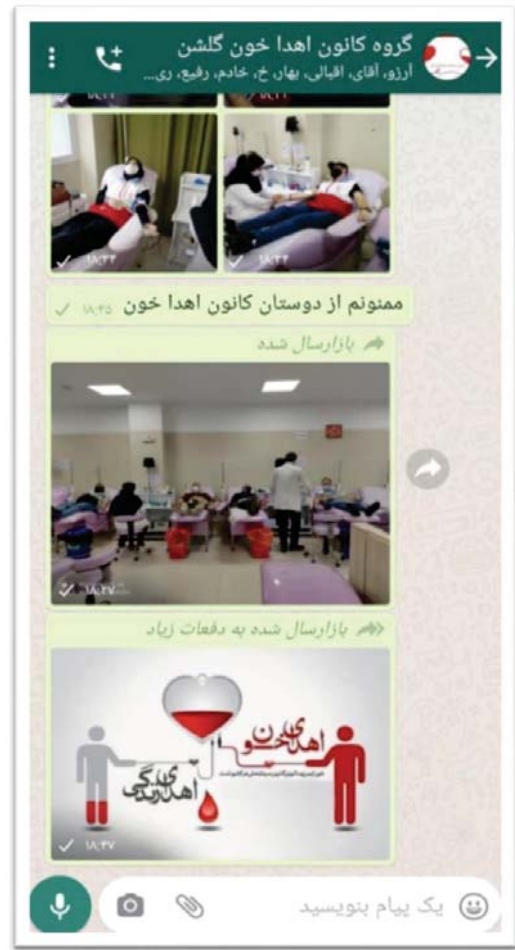 گروه کانون اهدا خون گلشن
آرزو، آقای، اقبالی، بهار، خ، خادم، رفیع، ری...
۱۸:۴۴
۱۸:۴۴
ممنونم از دوستان کانون اهدا خون ۱۸:۴۵
بازارسال شده
۱۸:۴۷
بازارسال شده به دفعات زیاد
اهدای خون
اهدای زندگی
۱۸:۴۷
یک پیام بنویسید